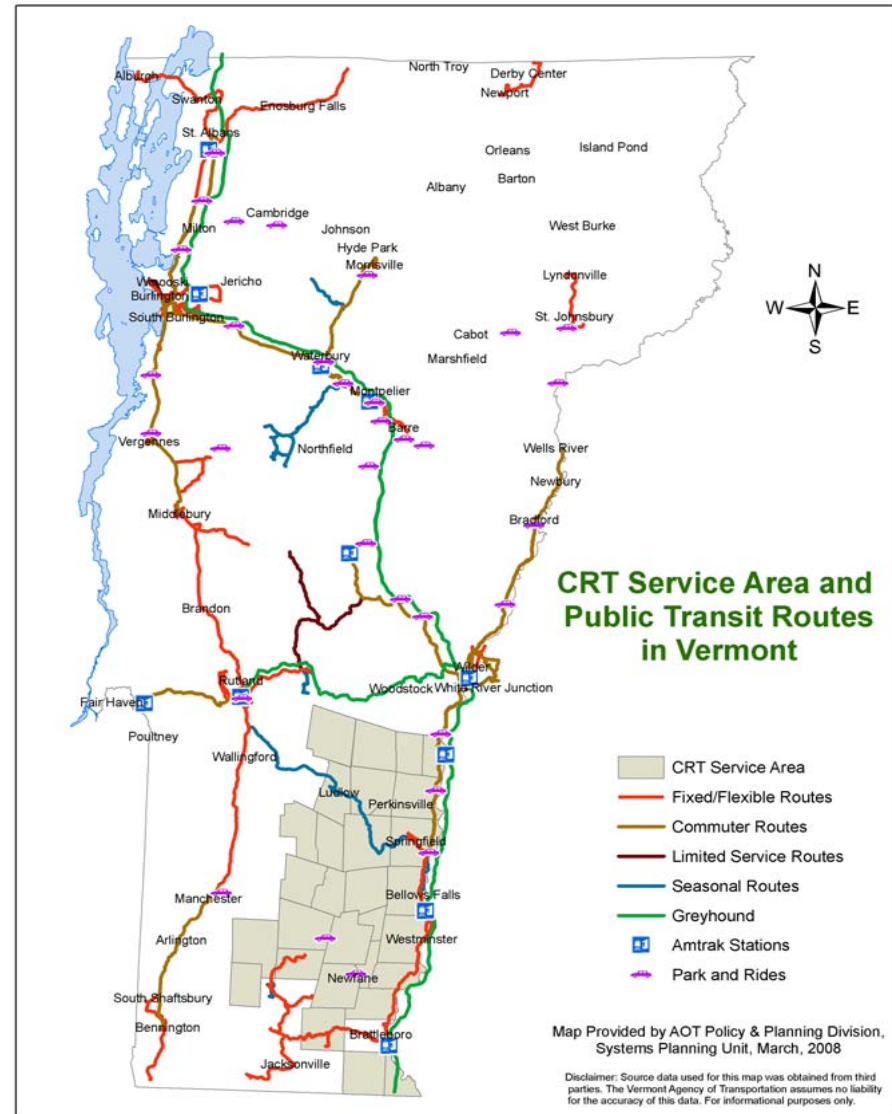 North Troy
Derby Center
Alburgh
Newport
Swanton
Enosburg Falls
St. Albans
Orleans
Island Pond
Barton
Albany
Cambridge
West Burke
Milton
Johnson
Hyde Park
Morrisville
Lyndonville
Winooski
Jericho
Burlington
South Burlington
St. Johnsbury
Cabot
Waterbury
Marshfield
Montpelier
Barre
Vergennes
Northfield
Wells River
Newbury
Middlebury
Bradford
N
W
E
S
CRT Service Area and
Public Transit Routes
in Vermont
Brandon
Wilder
Rutland
Woodstock
White River Junction
Fair Haven
Poultney
Wallingford
Ludlow
Perkinsville
Springfield
Manchester
Bellows Falls
Arlington
Westminster
Newfane
South Shaftsbury
Bennington
Brattleboro
Jacksonville
CRT Service Area
Fixed/Flexible Routes
Commuter Routes
Limited Service Routes
Seasonal Routes
Greyhound
Amtrak Stations
Park and Rides
Map Provided by AOT Policy & Planning Division,
Systems Planning Unit, March, 2008
Disclaimer: Source data used for this map was obtained from third
parties. The Vermont Agency of Transportation assumes no liability
for the accuracy of this data. For informational purposes only.